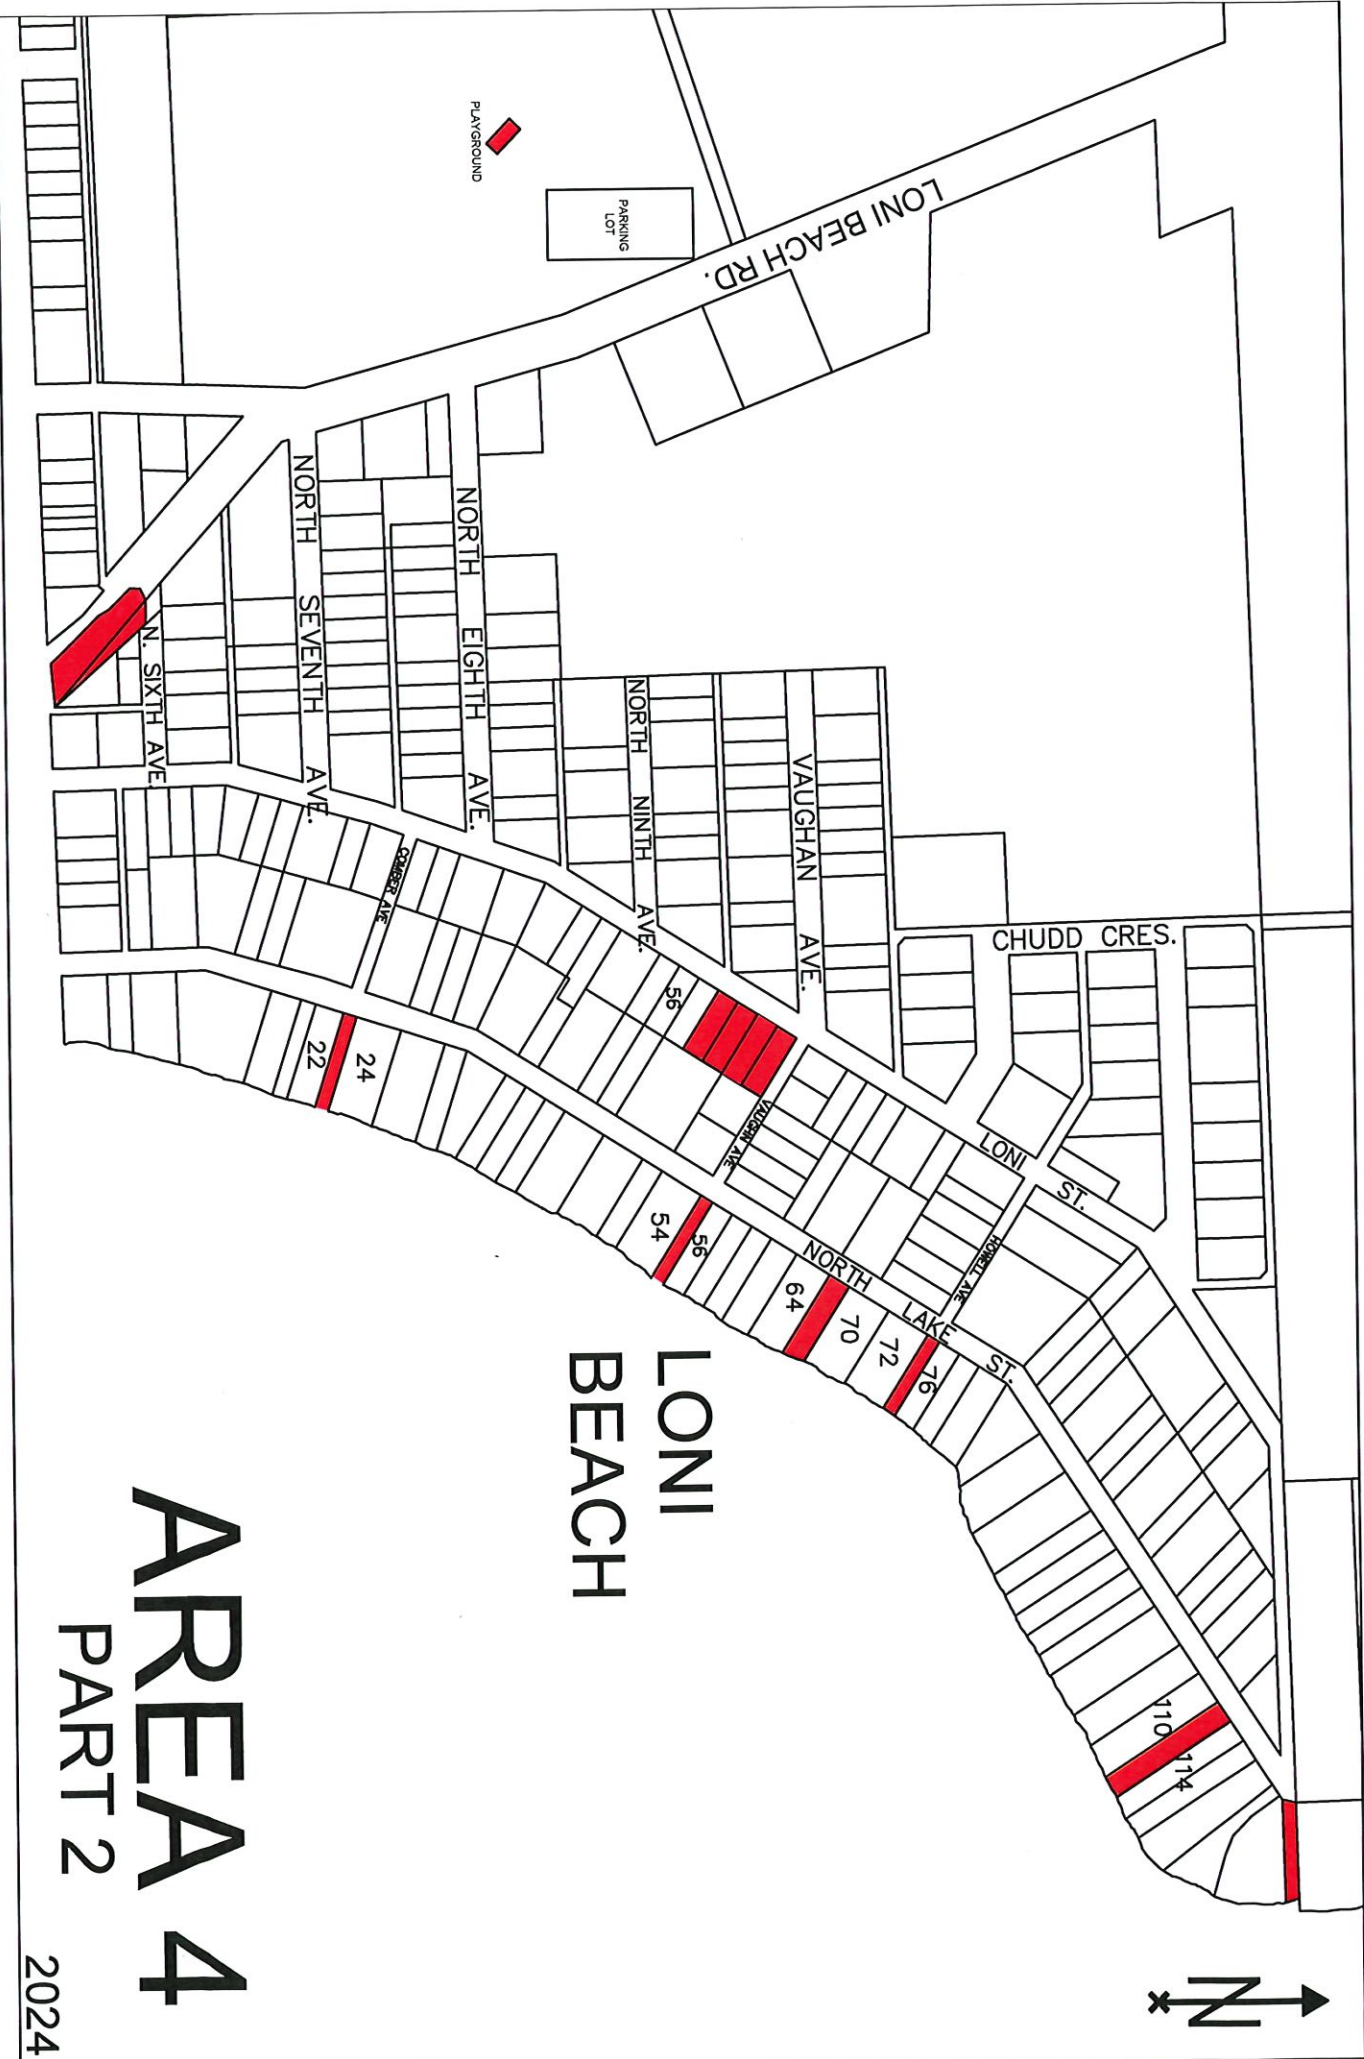 PLAYGROUND
PARKING
LOT
LONI BEACH RD.
NORTH SEVENTH AVE.
NORTH EIGHTH AVE.
N. SIXTH AVE.
NORTH NINTH AVE.
VAUGHAN AVE.
CHUDD CRES.
COMBER AVE
VAUGHN AVE
HOWELL AVE
LONI ST.
NORTH LAKE ST.
56
22
24
54
56
64
70
72
76
110
114
LONI
BEACH
AREA 4
PART 2
2024
N